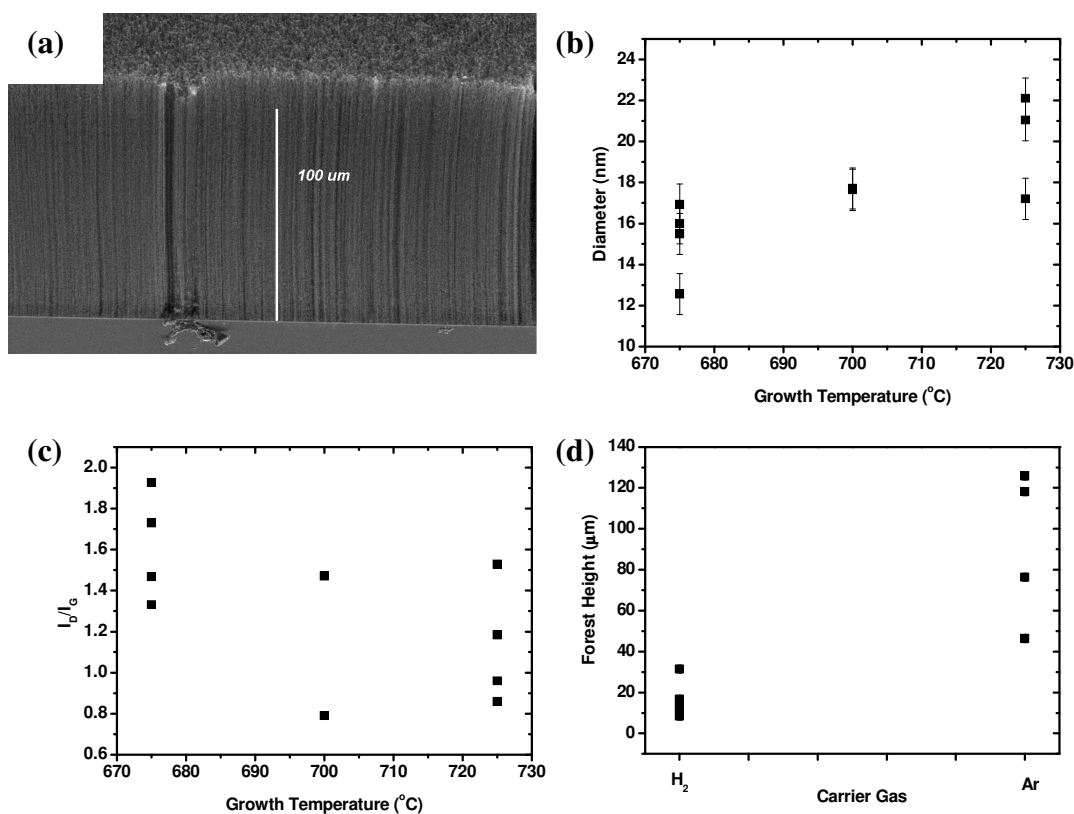 (a)
100 um
(b)
24
22
20
18
16
14
12
10
Diameter (nm)
670 680 690 700 710 720 730
Growth Temperature (°C)
(c)
2.0
1.8
1.6
1.4
1.2
1.0
0.8
0.6
I_D/I_G
670 680 690 700 710 720 730
Growth Temperature (°C)
(d)
140
120
100
80
60
40
20
0
Forest Height (μm)
H₂ Ar
Carrier Gas